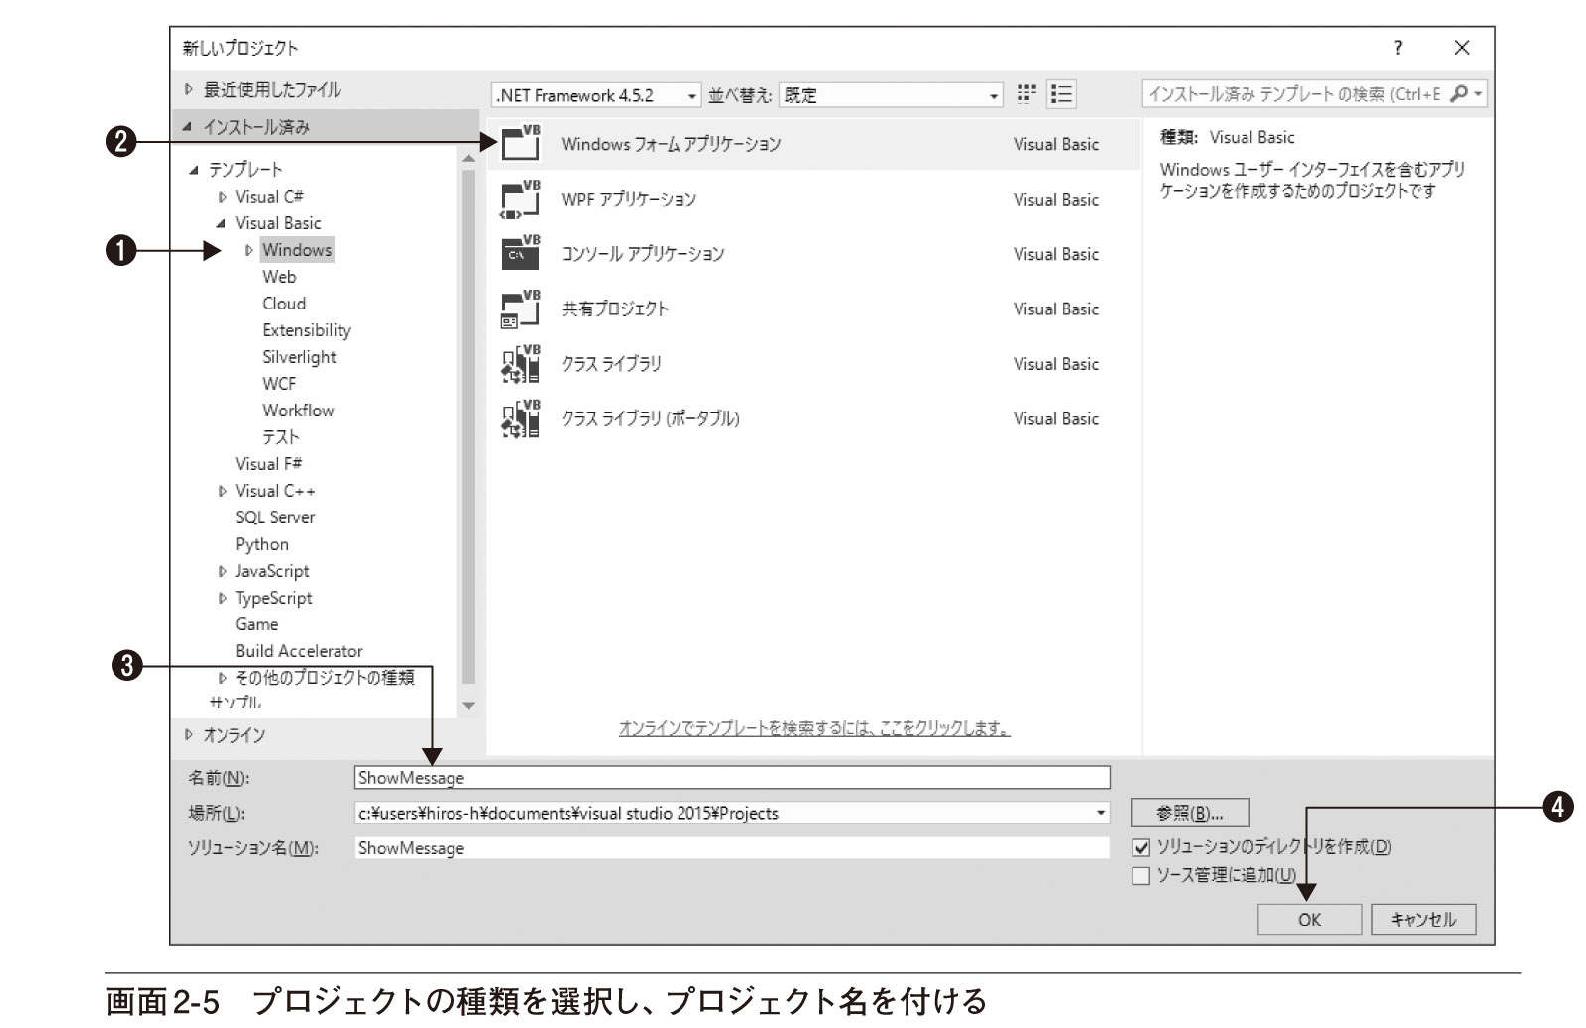 新しいプロジェクト
?
最近使用したファイル
.NET Framework 4.5.2
並べ替え: 既定
インストール済み テンプレート の検索 (Ctrl+E
インストール済み
❷
VB Windows フォーム アプリケーション Visual Basic
種類: Visual Basic
Windows ユーザー インターフェイスを含むアプリ
ケーションを作成するためのプロジェクトです
テンプレート
Visual C#
Visual Basic
❶
Windows
Web
Cloud
Extensibility
Silverlight
WCF
Workflow
テスト
Visual F#
Visual C++
SQL Server
Python
JavaScript
TypeScript
Game
Build Accelerator
❸
その他のプロジェクトの種類
サンプル
オンライン
VB WPF アプリケーション Visual Basic
VB C:\ コンソール アプリケーション Visual Basic
VB 共有プロジェクト Visual Basic
VB クラス ライブラリ Visual Basic
VB クラス ライブラリ (ポータブル) Visual Basic
オンラインでテンプレートを検索するには、ここをクリックします。
名前(N): ShowMessage
場所(L): c:¥users¥hiros-h¥documents¥visual studio 2015¥Projects
参照(B)...
❹
ソリューション名(M): ShowMessage
ソリューションのディレクトリを作成(D)
ソース管理に追加(U)
OK
キャンセル
画面2-5 プロジェクトの種類を選択し、プロジェクト名を付ける